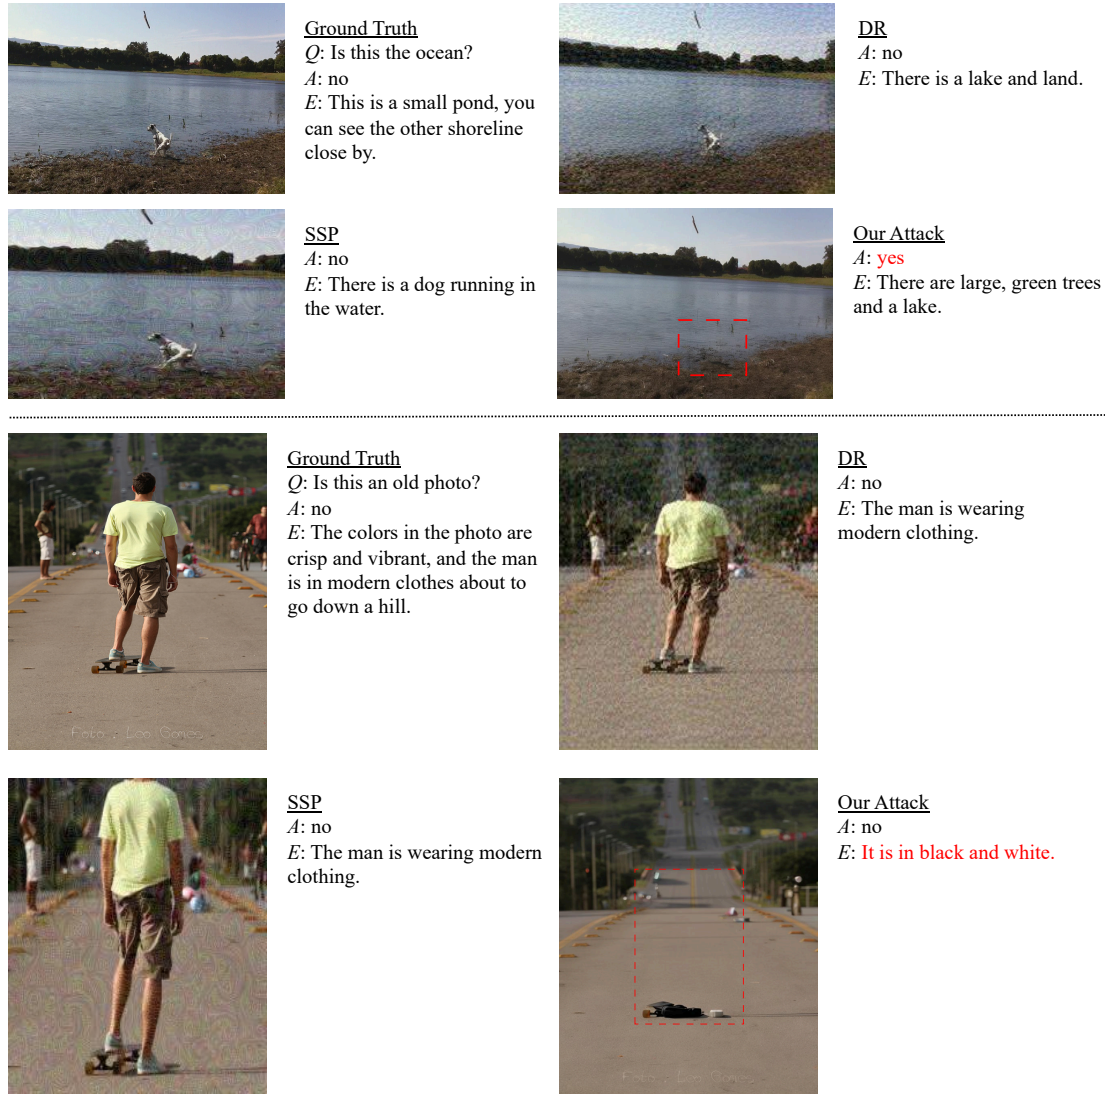 Ground Truth
Q: Is this the ocean?
A: no
E: This is a small pond, you
can see the other shoreline
close by.
DR
A: no
E: There is a lake and land.
SSP
A: no
E: There is a dog running in
the water.
Our Attack
A: yes
E: There are large, green trees
and a lake.
Ground Truth
Q: Is this an old photo?
A: no
E: The colors in the photo are
crisp and vibrant, and the man
is in modern clothes about to
go down a hill.
Foto : Leo Gomes
DR
A: no
E: The man is wearing
modern clothing.
SSP
A: no
E: The man is wearing modern
clothing.
Our Attack
A: no
E: It is in black and white.